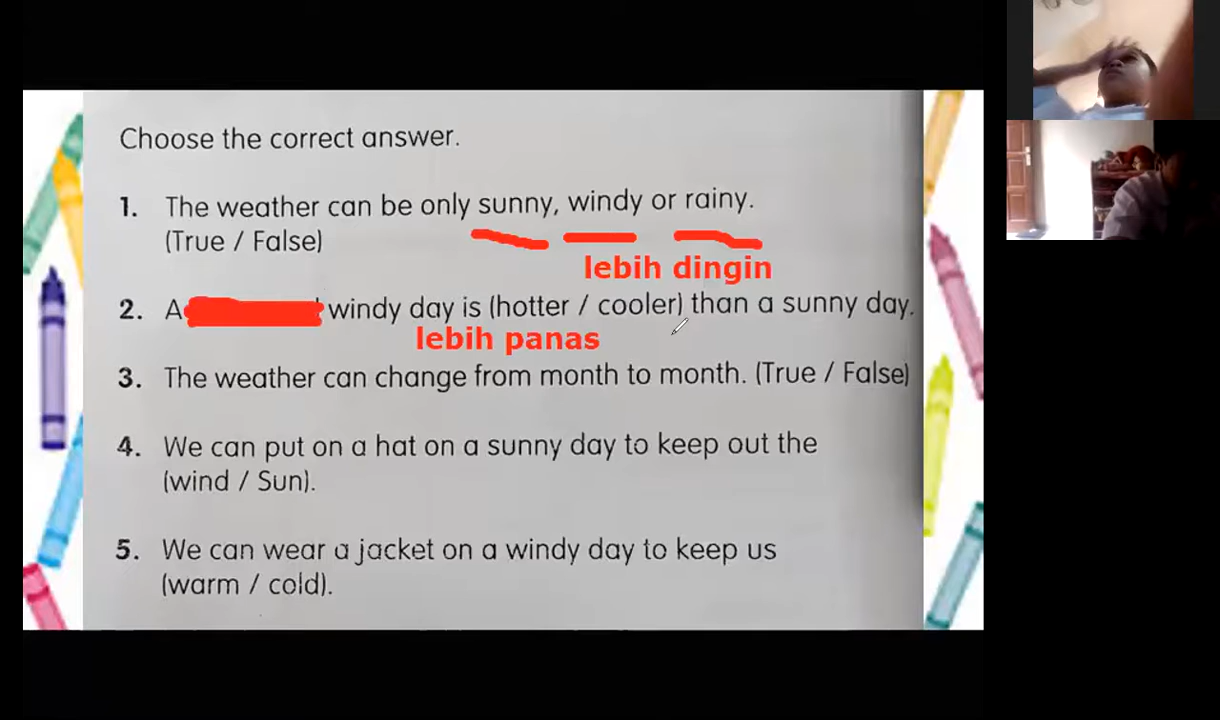 Choose the correct answer.
1. The weather can be only sunny, windy or rainy.
(True / False)
lebih dingin
2. A windy day is (hotter / cooler) than a sunny day.
lebih panas
3. The weather can change from month to month. (True / False)
4. We can put on a hat on a sunny day to keep out the
(wind / Sun).
5. We can wear a jacket on a windy day to keep us
(warm / cold).